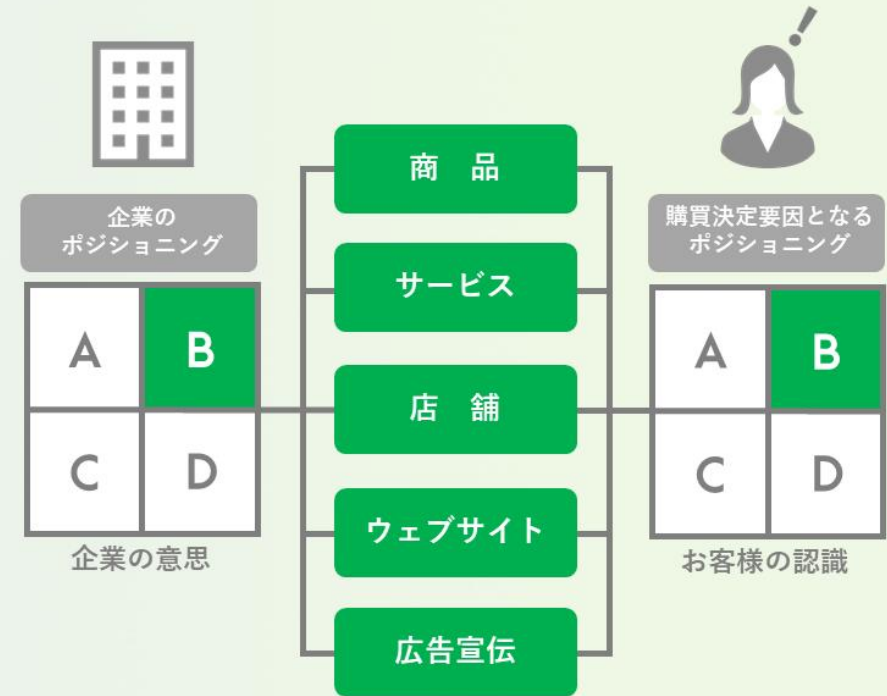 企業の
ポジショニング
A
B
C
D
企業の意思
商　品
サービス
店　舗
ウェブサイト
広告宣伝
購買決定要因となる
ポジショニング
A
B
C
D
お客様の認識